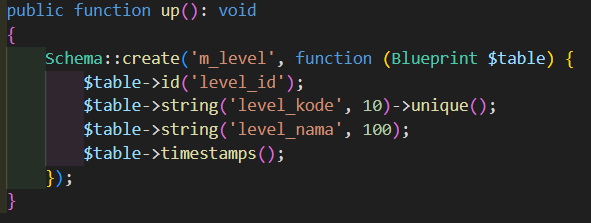 public function up(): void
{
    Schema::create('m_level', function (Blueprint $table) {
        $table->id('level_id');
        $table->string('level_kode', 10)->unique();
        $table->string('level_nama', 100);
        $table->timestamps();
    });
}